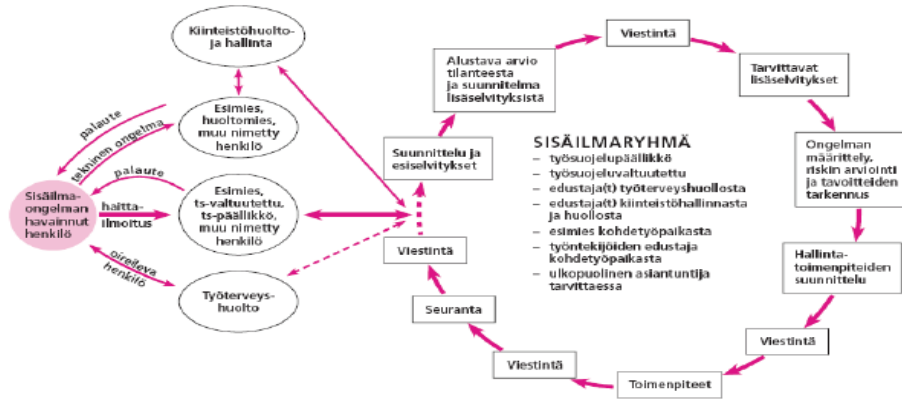 Kiinteistöhuolto-
ja hallinta
palaute
tekninen ongelma
Esimies,
huoltomies,
muu nimetty
henkilö
Sisäilma-
ongelman
havainnut
henkilö
palaute
haitta-
ilmoitus
Esimies,
ts-valtuutettu,
ts-päällikkö,
muu nimetty
henkilö
oireileva
henkilö
Työterveys-
huolto
Suunnittelu ja
esiselvitykset
Alustava arvio
tilanteesta
ja suunnitelma
lisäselvityksistä
Viestintä
Tarvittavat
lisäselvitykset
Ongelman
määrittely,
riskin arviointi
ja tavoitteiden
tarkennus
Hallinta-
toimenpiteiden
suunnittelu
Viestintä
Toimenpiteet
Viestintä
Seuranta
Viestintä
SISÄILMARYHMÄ
– työsuojelupäällikkö
– työsuojeluvaltuutettu
– edustaja(t) työterveyshuollosta
– edustaja(t) kiinteistöhallinnasta
ja huollosta
– esimies kohdetyöpaikasta
– työntekijöiden edustaja
kohdetyöpaikasta
– ulkopuolinen asiantuntija
tarvittaessa